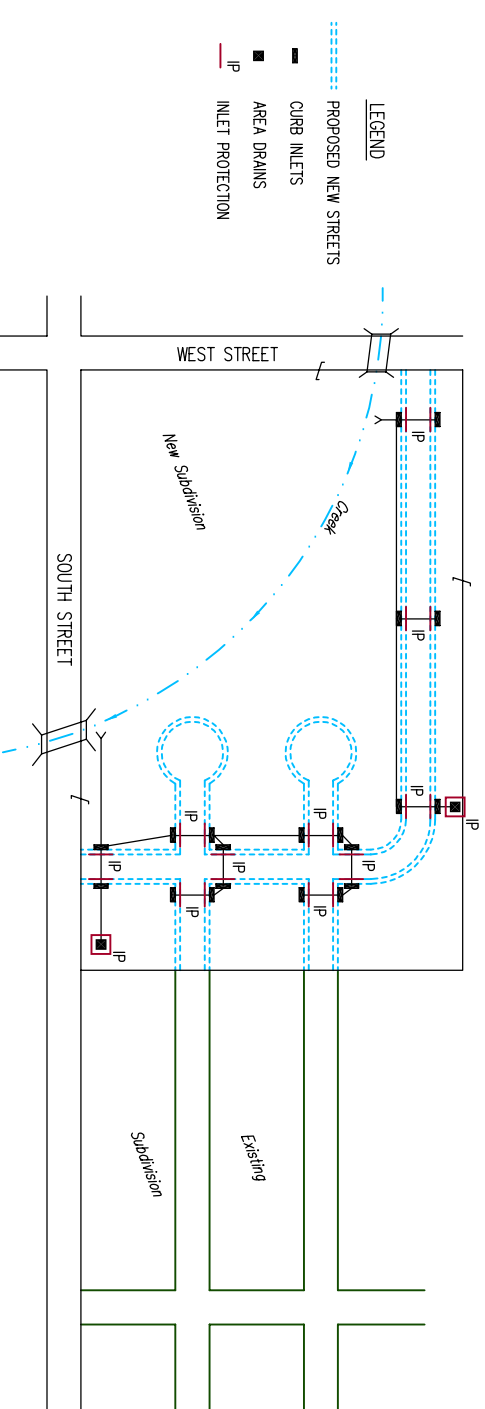 LEGEND
PROPOSED NEW STREETS
CURB INLETS
AREA DRAINS
IP
INLET PROTECTION
WEST STREET
SOUTH STREET
New Subdivision
Creek
IP
IP
IP
IP
IP
IP
IP
IP
IP
IP
IP
IP
Existing
Subdivision